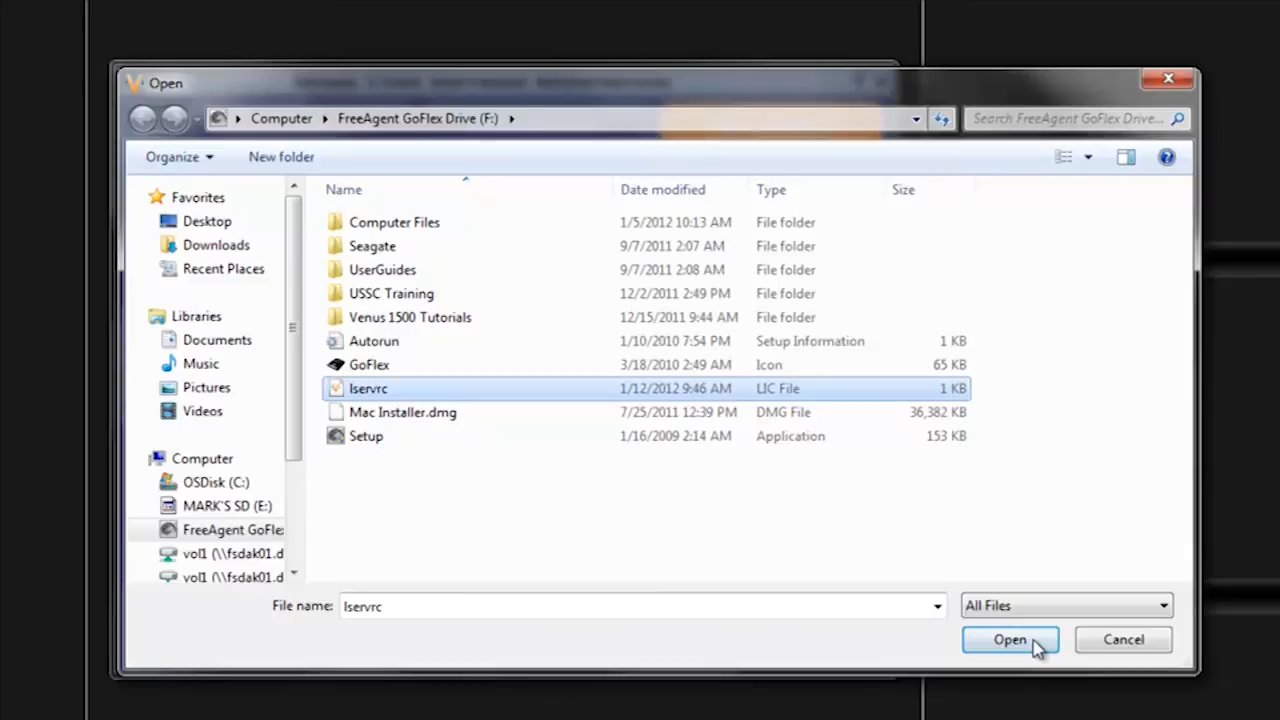 Open
Computer FreeAgent GoFlex Drive (F:)
Search FreeAgent GoFlex Drive...
Organize New folder
Favorites
Desktop
Downloads
Recent Places
Libraries
Documents
Music
Pictures
Videos
Computer
OSDisk (C:)
MARK'S SD (E:)
FreeAgent GoFle
vol1 (\\fsdak01.d
vol1 (\\fsdak01.d
Name Date modified Type Size
Computer Files 1/5/2012 10:13 AM File folder
Seagate 9/7/2011 2:07 AM File folder
UserGuides 9/7/2011 2:08 AM File folder
USSC Training 12/2/2011 2:49 PM File folder
Venus 1500 Tutorials 12/15/2011 9:44 AM File folder
Autorun 1/10/2010 7:54 PM Setup Information 1 KB
GoFlex 3/18/2010 2:49 AM Icon 65 KB
lservrc 1/12/2012 9:46 AM LIC File 1 KB
Mac Installer.dmg 7/25/2011 12:39 PM DMG File 36,382 KB
Setup 1/16/2009 2:14 AM Application 153 KB
File name: lservrc All Files
Open Cancel